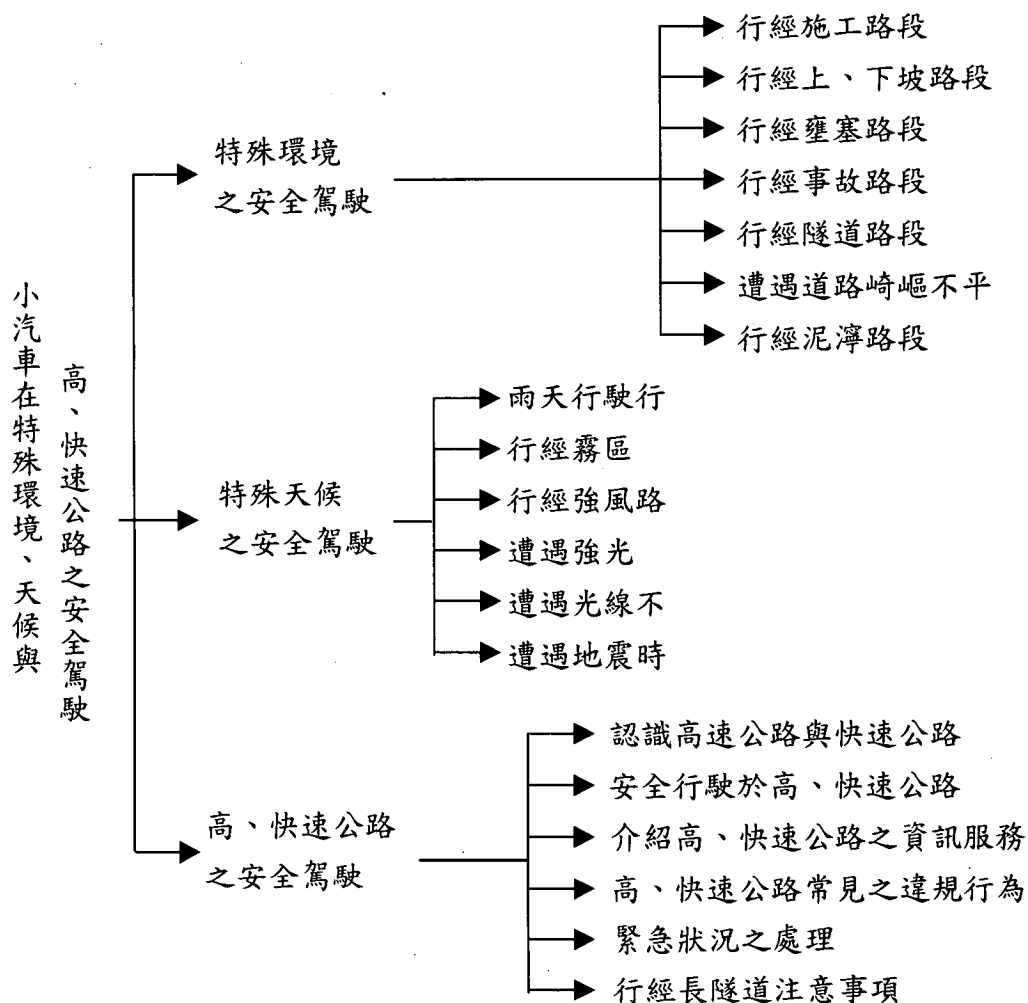 小汽車在特殊環境、天候與
高、快速公路之安全駕駛
特殊環境
之安全駕駛
行經施工路段
行經上、下坡路段
行經壅塞路段
行經事故路段
行經隧道路段
遭遇道路崎嶇不平
行經泥濘路段
特殊天候
之安全駕駛
雨天行駛行
行經霧區
行經強風路
遭遇強光
遭遇光線不
遭遇地震時
高、快速公路
之安全駕駛
認識高速公路與快速公路
安全行駛於高、快速公路
介紹高、快速公路之資訊服務
高、快速公路常見之違規行為
緊急狀況之處理
行經長隧道注意事項